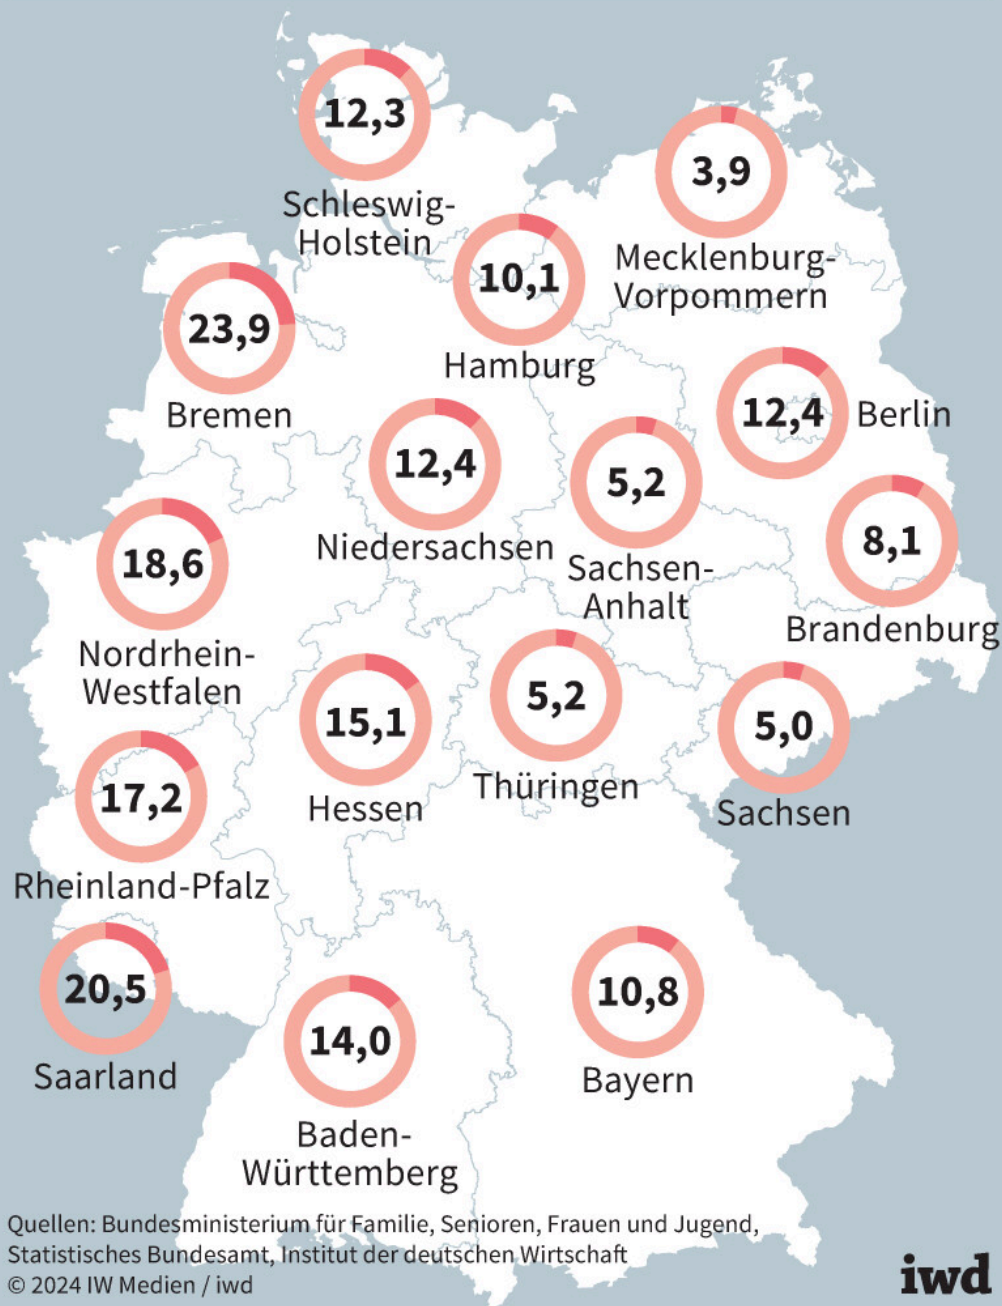 12,3
Schleswig-
Holstein
3,9
Mecklenburg-
Vorpommern
10,1
Hamburg
23,9
Bremen
12,4
Berlin
12,4
Niedersachsen
5,2
Sachsen-
Anhalt
8,1
Brandenburg
18,6
Nordrhein-
Westfalen
15,1
Hessen
5,2
Thüringen
5,0
Sachsen
17,2
Rheinland-Pfalz
20,5
Saarland
14,0
Baden-
Württemberg
10,8
Bayern
Quellen: Bundesministerium für Familie, Senioren, Frauen und Jugend,
Statistisches Bundesamt, Institut der deutschen Wirtschaft
© 2024 IW Medien / iwd
iwd